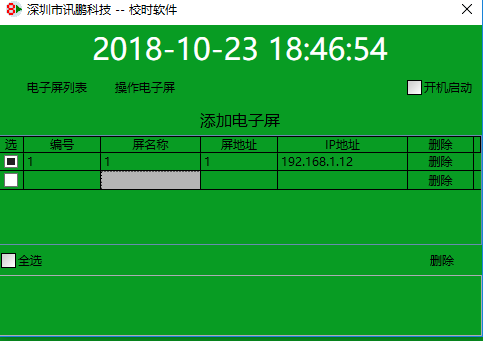 深圳市讯鹏科技 -- 校时软件
2018-10-23 18:46:54
电子屏列表 操作电子屏 开机启动
添加电子屏
选 编号 屏名称 屏地址 IP地址 删除
1 1 1 192.168.1.12 删除
删除
全选 删除